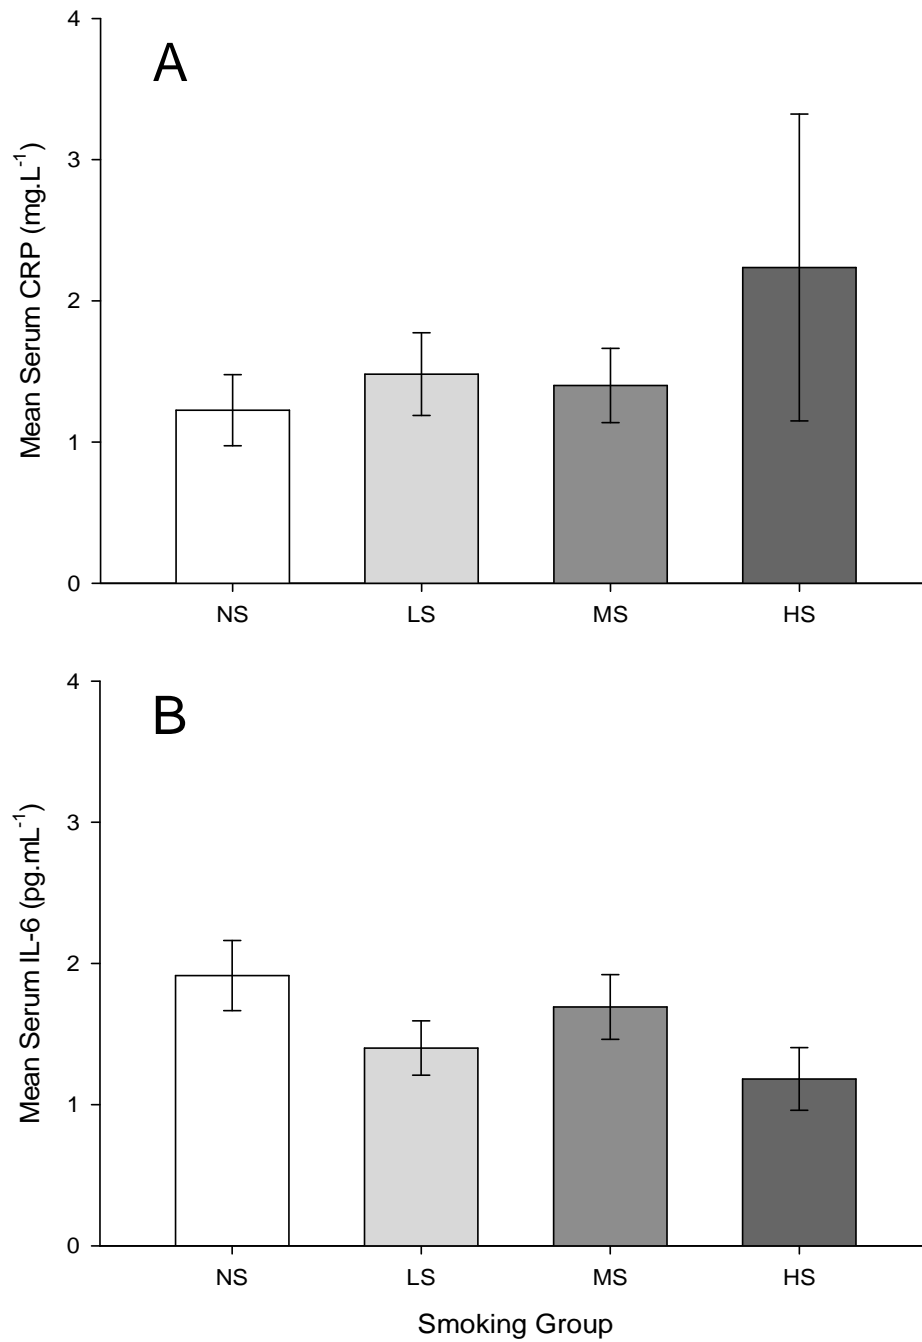 A
Mean Serum CRP (mg.L⁻¹)
4
3
2
1
0
NS LS MS HS
B
Mean Serum IL-6 (pg.mL⁻¹)
4
3
2
1
0
NS LS MS HS
Smoking Group